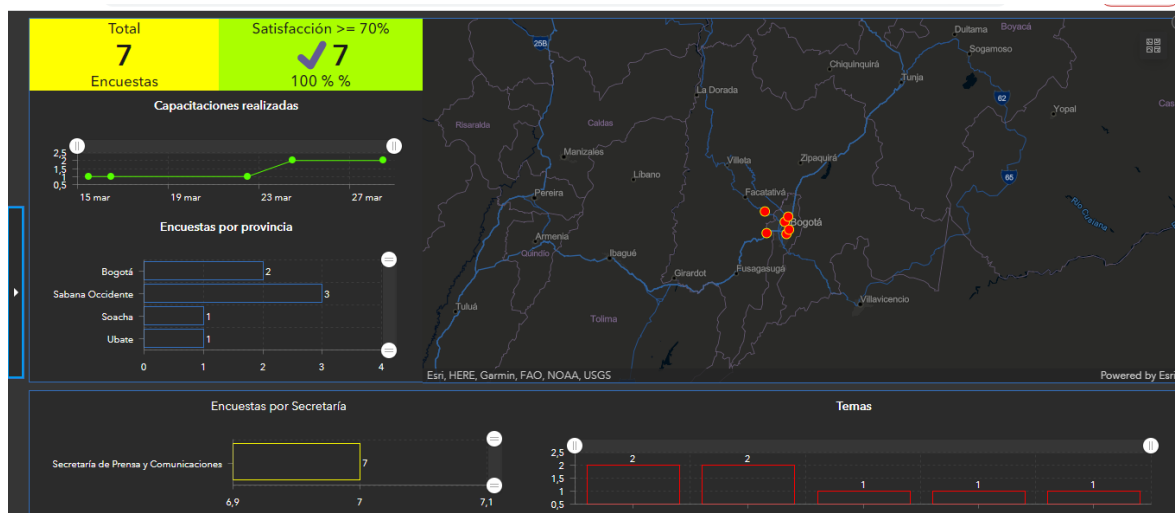 Total
7
Encuestas
Satisfacción >= 70%
7
100 % %
Capacitaciones realizadas
2,5
2
1,5
1
0,5
15 mar
19 mar
23 mar
27 mar
Encuestas por provincia
Bogotá
2
Sabana Occidente
3
Soacha
1
Ubate
1
0
1
2
3
4
25B
Duitama
Boyacá
Sogamoso
Chiquinquirá
Tunja
La Dorada
62
Yopal
Cas
Risaralda
Caldas
Manizales
Villeta
Zipaquirá
Líbano
65
Pereira
Facatativá
Bogotá
Armenia
Quindío
Ibagué
Girardot
Fusagasugá
Villavicencio
Tuluá
Tolima
Esri, HERE, Garmin, FAO, NOAA, USGS
Powered by Esri
Encuestas por Secretaría
Secretaría de Prensa y Comunicaciones
7
6,9
7
7,1
Temas
2,5
2
1,5
1
0,5
2
2
1
1
1